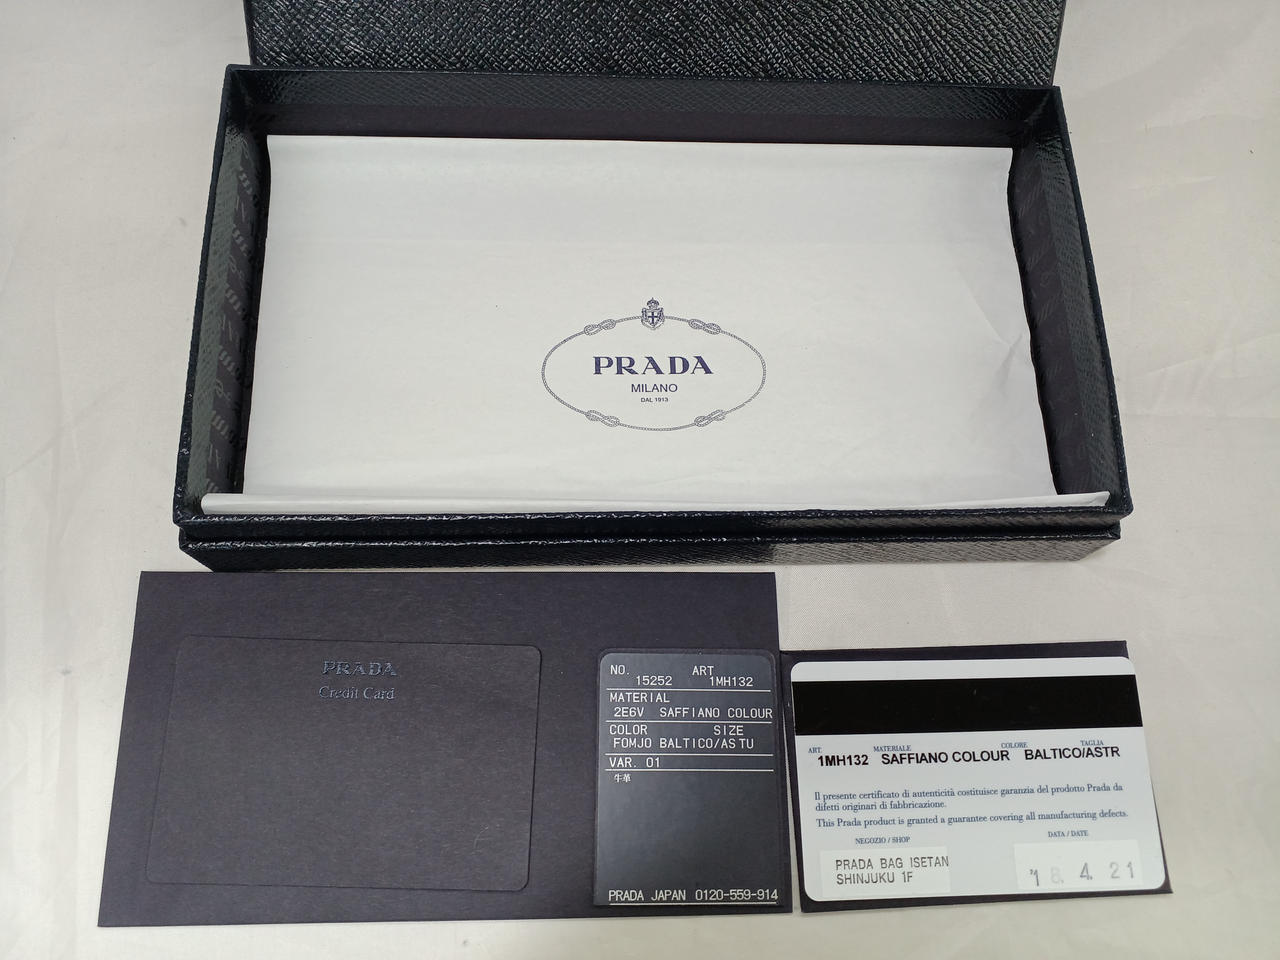 PRADA
MILANO
DAL 1913
PRADA
Credit Card
NO. ART
15252 1MH132
MATERIAL
2E6V SAFFIANO COLOUR
COLOR SIZE
F0MJO BALTICO/ASTU
VAR. 01
牛革
PRADA JAPAN 0120-559-914
ART. MATERIALE COLORE TAGLIA
1MH132 SAFFIANO COLOUR BALTICO/ASTR
Il presente certificato di autenticità costituisce garanzia del prodotto Prada da
difetti originari di fabbricazione.
This Prada product is granted a guarantee covering all manufacturing defects.
NEGOZIO / SHOP DATA / DATE
PRADA BAG ISETAN
SHINJUKU 1F
'18. 4. 21